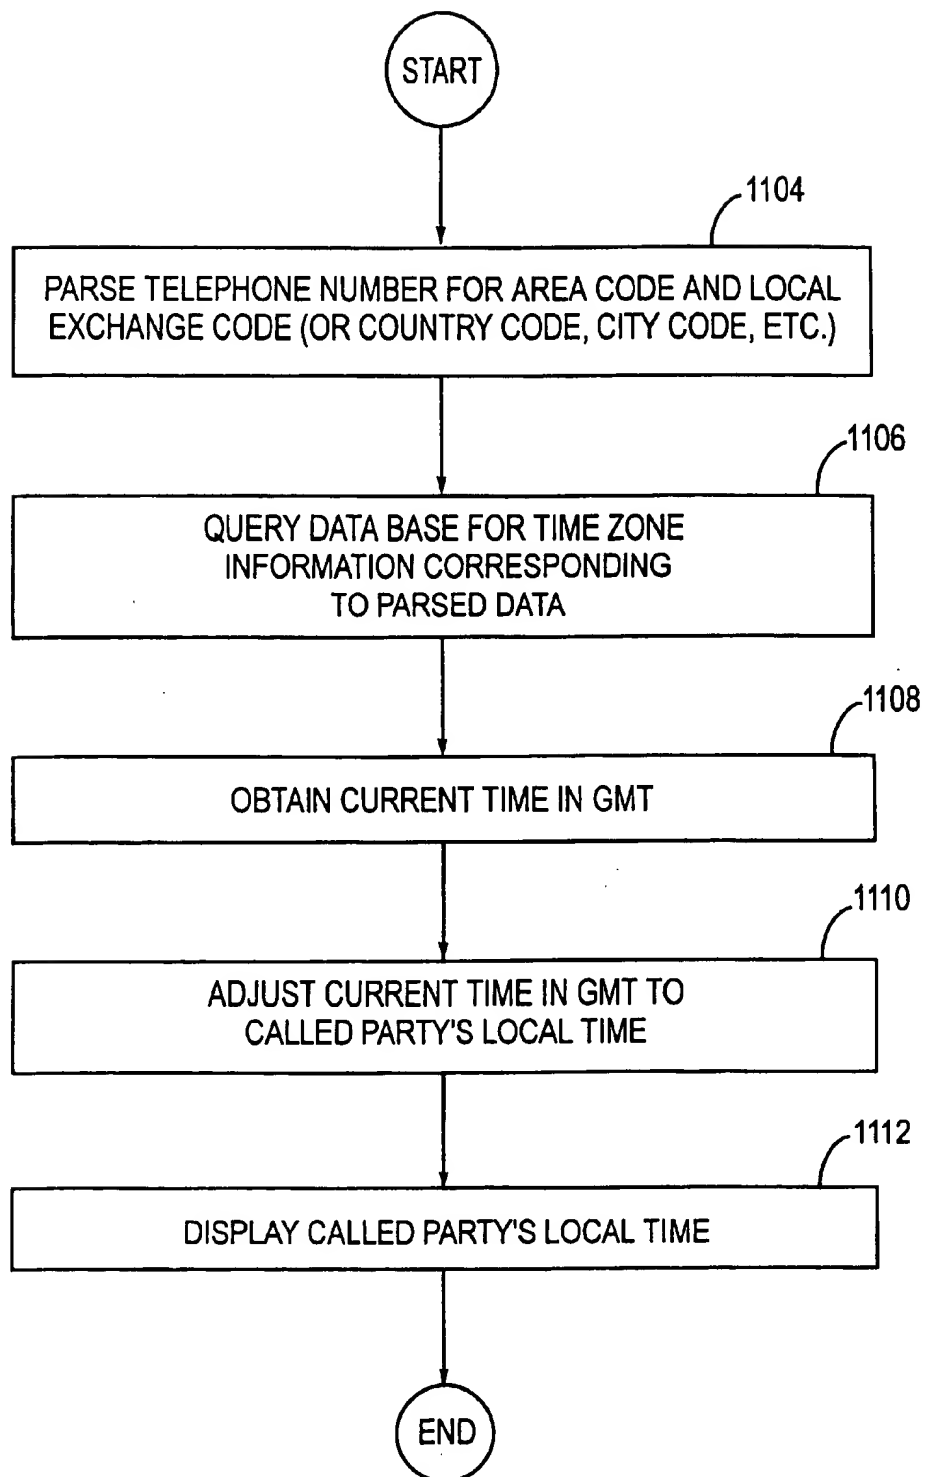 START
1104
PARSE TELEPHONE NUMBER FOR AREA CODE AND LOCAL
EXCHANGE CODE (OR COUNTRY CODE, CITY CODE, ETC.)
1106
QUERY DATA BASE FOR TIME ZONE
INFORMATION CORRESPONDING
TO PARSED DATA
1108
OBTAIN CURRENT TIME IN GMT
1110
ADJUST CURRENT TIME IN GMT TO
CALLED PARTY'S LOCAL TIME
1112
DISPLAY CALLED PARTY'S LOCAL TIME
END